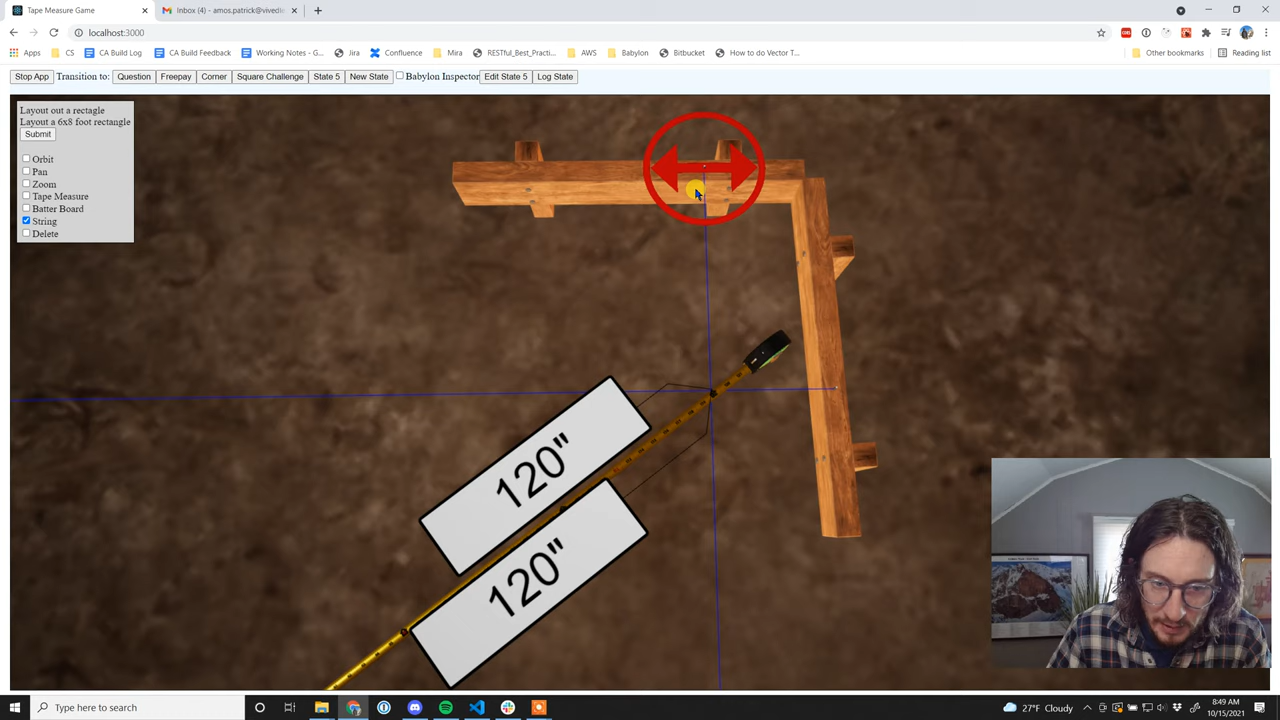 Tape Measure Game
Inbox (4) - amos.patrick@vivedle
localhost:3000
Apps CS CA Build Log CA Build Feedback Working Notes - G... Jira Confluence Mira RESTful_Best_Practi... AWS Babylon Bitbucket How to do Vector T... Other bookmarks Reading list
Stop App Transition to: Question Freepay Corner Square Challenge State 5 New State Babylon Inspector Edit State 5 Log State
Layout out a rectagle
Layout a 6x8 foot rectangle
Submit
Orbit
Pan
Zoom
Tape Measure
Batter Board
String
Delete
120"
120"
Type here to search
27°F Cloudy
8:49 AM
10/15/2021